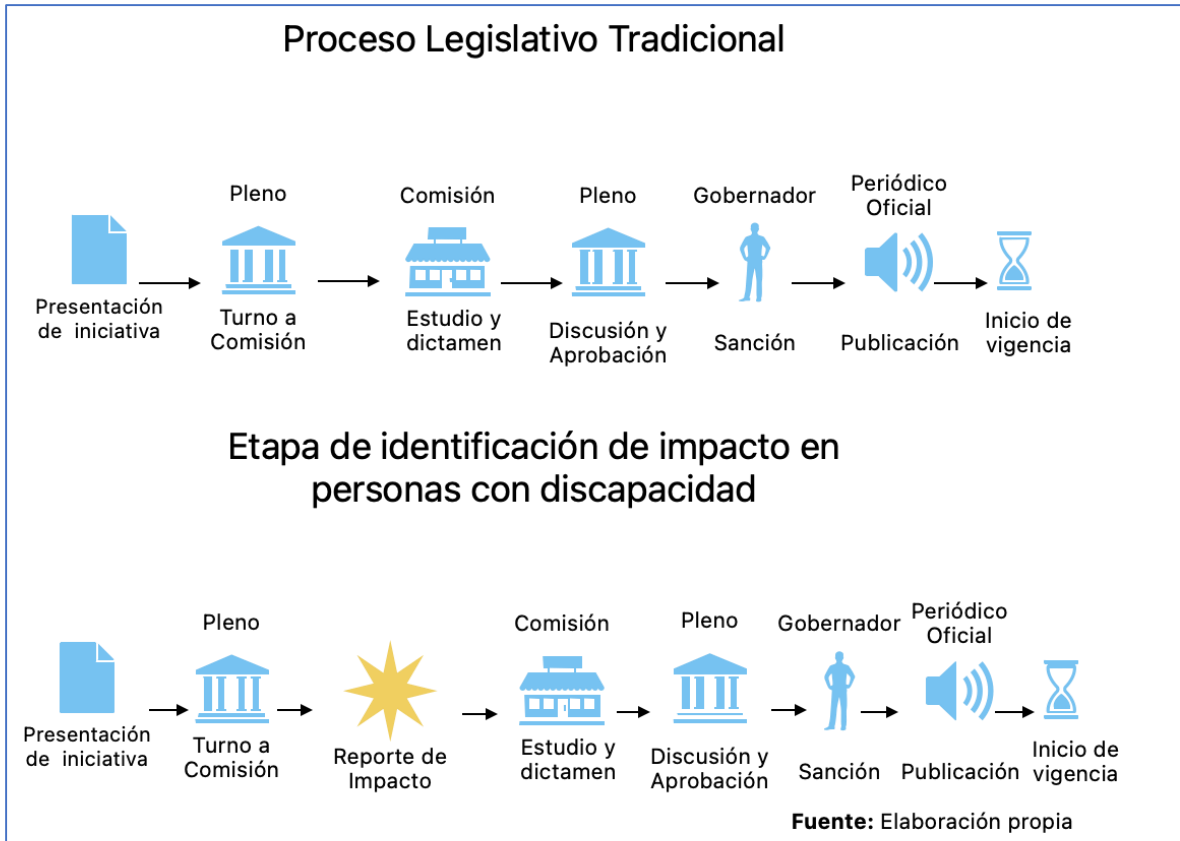 Proceso Legislativo Tradicional
Pleno
Comisión
Pleno
Gobernador
Periódico
Oficial
Presentación
de iniciativa
Turno a
Comisión
Estudio y
dictamen
Discusión y
Aprobación
Sanción
Publicación
Inicio de
vigencia
Etapa de identificación de impacto en
personas con discapacidad
Pleno
Comisión
Pleno
Gobernador
Periódico
Oficial
Presentación
de iniciativa
Turno a
Comisión
Reporte de
Impacto
Estudio y
dictamen
Discusión y
Aprobación
Sanción
Publicación
Inicio de
vigencia
Fuente: Elaboración propia